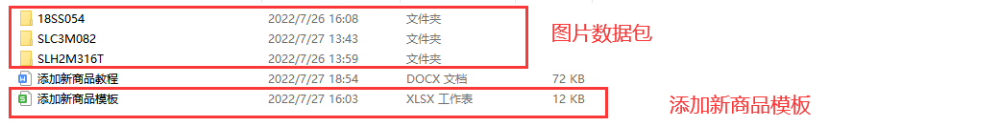 18SS054 2022/7/26 16:08 文件夹
SLC3M082 2022/7/27 13:43 文件夹
图片数据包
SLH2M316T 2022/7/26 13:59 文件夹
添加新商品教程 2022/7/27 18:54 DOCX 文档 72 KB
添加新商品模板 2022/7/27 16:03 XLSX 工作表 12 KB
添加新商品模板